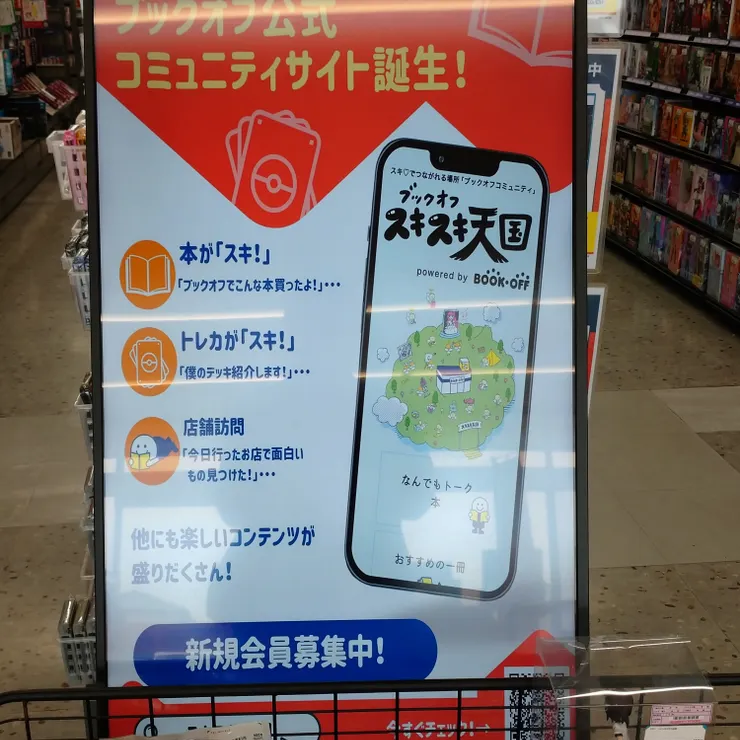 ブックオフ公式
コミュニティサイト誕生!
本が「スキ!」
「ブックオフでこんな本買ったよ!」・・・
トレカが「スキ!」
「僕のデッキ紹介します!」・・・
店舗訪問
「今日行ったお店で面白い
もの見つけた!」・・・
他にも楽しいコンテンツが
盛りだくさん!
新規会員募集中!
今すぐチェック!→
スキ♡でつながれる場所「ブックオフコミュニティ」
ブックオフ
スキスキ天国
powered by BOOK・OFF
なんでもトーク
本
おすすめの一冊
中